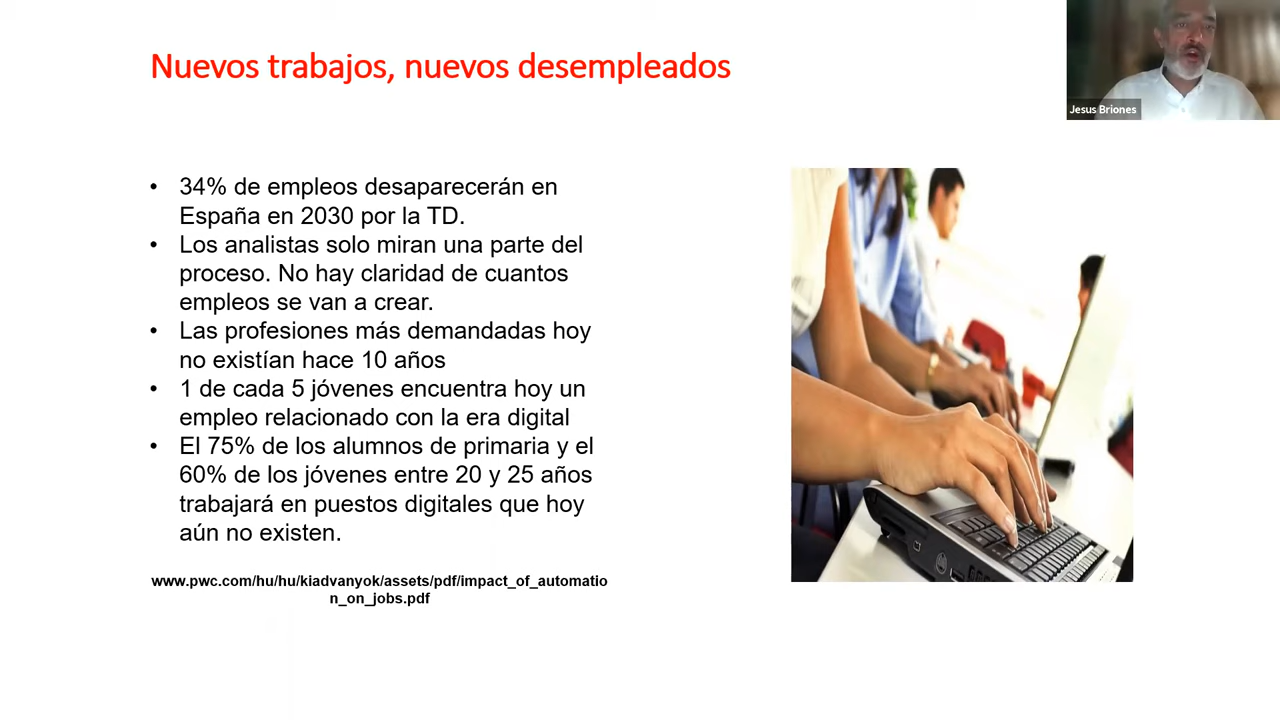 Nuevos trabajos, nuevos desempleados
Jesus Briones
• 34% de empleos desaparecerán en
España en 2030 por la TD.
• Los analistas solo miran una parte del
proceso. No hay claridad de cuantos
empleos se van a crear.
• Las profesiones más demandadas hoy
no existían hace 10 años
• 1 de cada 5 jóvenes encuentra hoy un
empleo relacionado con la era digital
• El 75% de los alumnos de primaria y el
60% de los jóvenes entre 20 y 25 años
trabajará en puestos digitales que hoy
aún no existen.
www.pwc.com/hu/hu/kiadvanyok/assets/pdf/impact_of_automatio
n_on_jobs.pdf